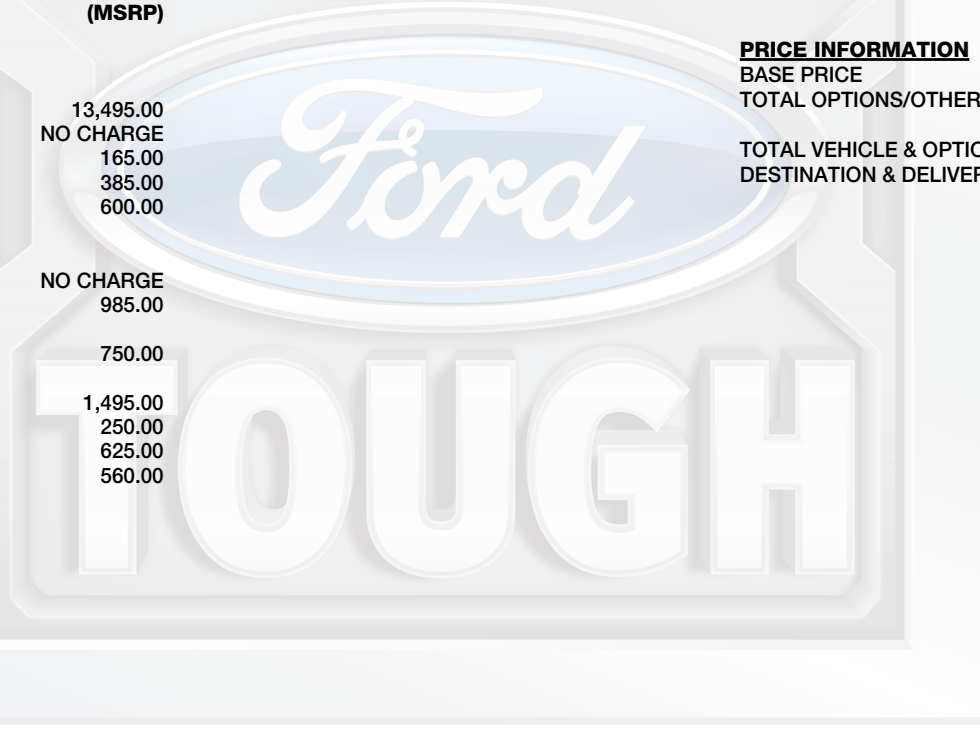 (MSRP)
13,495.00
NO CHARGE
165.00
385.00
600.00
NO CHARGE
985.00
750.00
1,495.00
250.00
625.00
560.00
PRICE INFORMATION
BASE PRICE
TOTAL OPTIONS/OTHER
TOTAL VEHICLE & OPTIO
DESTINATION & DELIVER
Ford
TOUGH